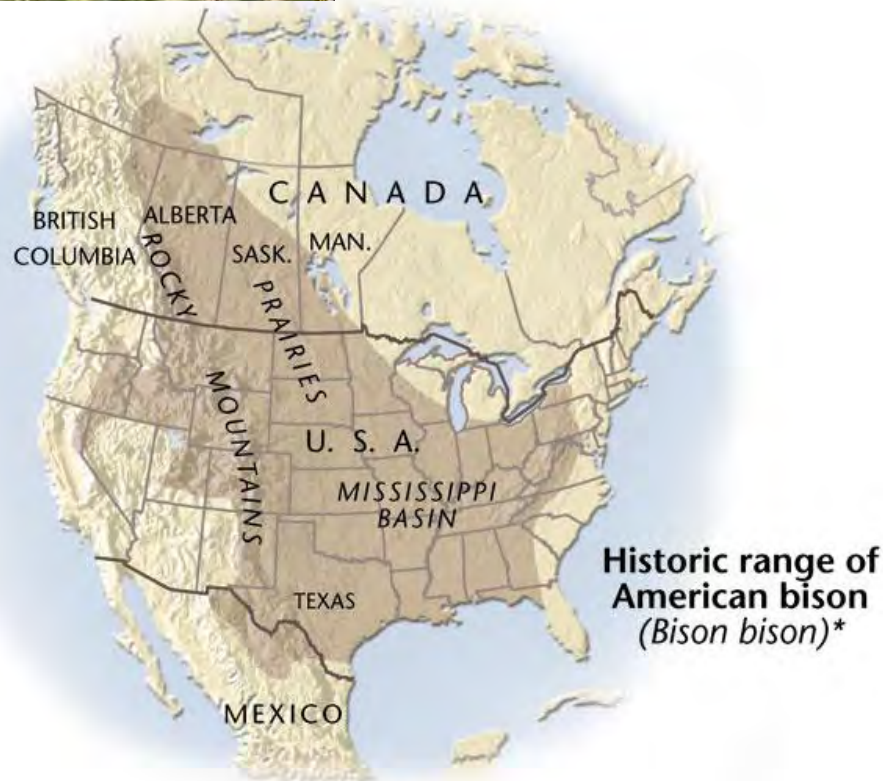 CANADA
BRITISH
COLUMBIA
ALBERTA
SASK.
MAN.
ROCKY
MOUNTAINS
PRAIRIES
U. S. A.
MISSISSIPPI
BASIN
TEXAS
MEXICO
Historic range of
American bison
(Bison bison)*